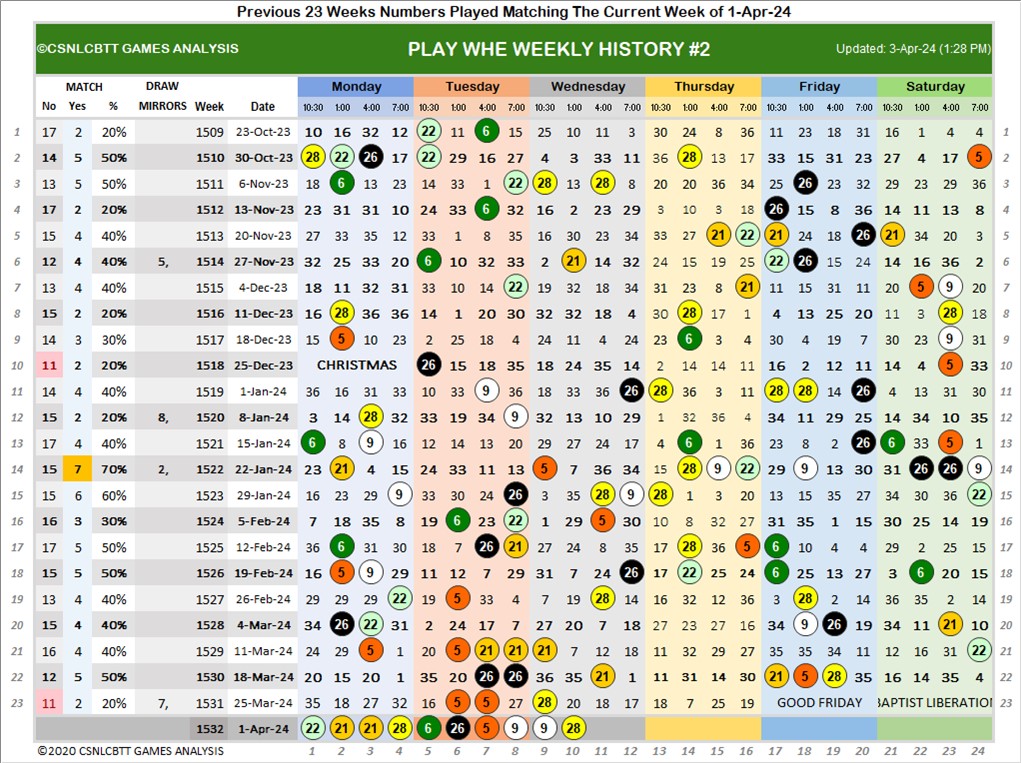 Previous 23 Weeks Numbers Played Matching The Current Week of 1-Apr-24
©CSNLCBTT GAMES ANALYSIS PLAY WHE WEEKLY HISTORY #2 Updated: 3-Apr-24 (1:28 PM)
MATCH DRAW Monday Tuesday Wednesday Thursday Friday Saturday
No Yes % MIRRORS Week Date 10:30 1:00 4:00 7:00 10:30 1:00 4:00 7:00 10:30 1:00 4:00 7:00 10:30 1:00 4:00 7:00 10:30 1:00 4:00 7:00 10:30 1:00 4:00 7:00
1 17 2 20% 1509 23-Oct-23 10 16 32 12 22 11 6 15 25 10 11 3 30 24 8 36 11 23 18 31 16 1 4 4 1
2 14 5 50% 1510 30-Oct-23 28 22 26 17 22 29 16 27 4 3 33 11 36 28 13 17 33 15 31 23 27 4 17 5 2
3 13 5 50% 1511 6-Nov-23 18 6 13 23 14 33 1 22 28 13 28 8 20 20 36 34 25 26 23 32 29 23 29 36 3
4 17 2 20% 1512 13-Nov-23 23 31 31 10 24 33 6 32 16 2 23 29 3 10 3 18 26 15 8 36 14 11 13 8 4
5 15 4 40% 1513 20-Nov-23 27 33 35 12 33 1 8 35 16 30 23 34 33 27 21 22 21 24 18 26 21 34 20 3 5
6 12 4 40% 5, 1514 27-Nov-23 32 25 33 20 6 10 32 33 2 21 14 32 24 15 19 25 22 26 15 24 14 16 36 2 6
7 13 4 40% 1515 4-Dec-23 18 11 32 31 33 10 14 22 19 32 18 34 31 23 8 21 11 15 31 11 20 5 9 20 7
8 15 2 20% 1516 11-Dec-23 16 28 36 36 14 1 20 30 32 32 18 4 30 28 17 1 4 13 25 20 11 3 28 18 8
9 14 3 30% 1517 18-Dec-23 15 5 10 23 2 25 18 4 24 11 4 24 23 6 3 13 30 4 19 7 30 23 9 31 9
10 11 2 20% 1518 25-Dec-23 CHRISTMAS 26 15 18 35 18 24 35 14 2 14 14 11 16 2 12 11 14 4 5 33 10
11 14 4 40% 1519 1-Jan-24 36 16 31 33 10 33 9 36 18 33 36 26 28 36 3 11 28 28 14 26 4 13 31 30 11
12 15 2 20% 8, 1520 8-Jan-24 3 14 28 32 33 19 34 9 32 13 10 29 1 32 36 4 34 11 29 25 14 34 10 35 12
13 17 4 40% 1521 15-Jan-24 6 8 9 16 12 14 13 20 29 27 24 17 4 6 1 36 23 8 2 26 6 33 5 1 13
14 15 7 70% 2, 1522 22-Jan-24 23 21 4 15 24 33 11 13 5 7 36 34 15 28 9 22 29 9 13 30 31 22 26 9 14
15 15 6 60% 1523 29-Jan-24 16 23 29 9 33 30 24 26 3 35 28 9 28 1 3 20 13 15 35 27 34 30 36 22 15
16 16 3 30% 1524 5-Feb-24 7 18 35 8 19 6 23 22 1 29 5 30 10 8 32 27 31 35 1 15 30 25 14 19 16
17 17 5 50% 1525 12-Feb-24 36 6 31 30 18 7 26 21 27 24 8 35 17 28 36 5 6 10 4 4 29 2 25 15 17
18 15 5 50% 1526 19-Feb-24 16 5 9 29 11 12 7 29 31 7 24 26 17 22 25 24 6 25 13 27 3 6 20 15 18
19 13 4 40% 1527 26-Feb-24 29 29 29 22 19 5 33 4 7 19 28 14 16 32 12 36 3 28 2 14 36 35 2 14 19
20 15 4 40% 1528 4-Mar-24 34 26 22 31 2 24 17 7 27 20 7 18 27 23 27 16 34 9 26 19 34 11 21 10 20
21 16 4 40% 1529 11-Mar-24 24 29 5 1 20 5 21 21 21 7 12 18 11 32 29 27 35 35 34 11 12 16 31 22 21
22 12 5 50% 1530 18-Mar-24 20 15 20 1 35 20 26 26 36 35 21 1 11 31 14 30 21 5 28 35 16 14 35 4 22
23 11 2 20% 7, 1531 25-Mar-24 35 18 27 32 16 5 5 27 28 20 18 17 18 7 25 19 GOOD FRIDAY BAPTIST LIBERATION 23
1532 1-Apr-24 22 21 21 28 6 26 5 9 9 28
©2020 CSNLCBTT GAMES ANALYSIS 1 2 3 4 5 6 7 8 9 10 11 12 13 14 15 16 17 18 19 20 21 22 23 24